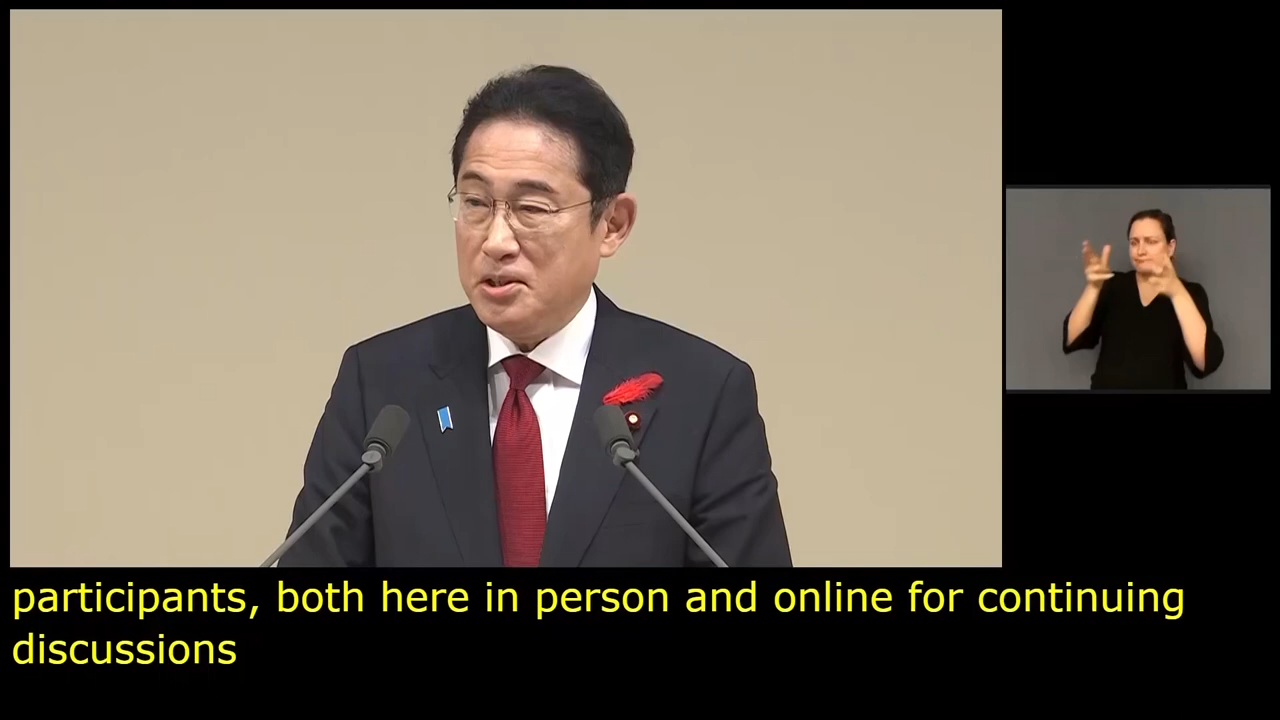 participants, both here in person and online for continuing
discussions